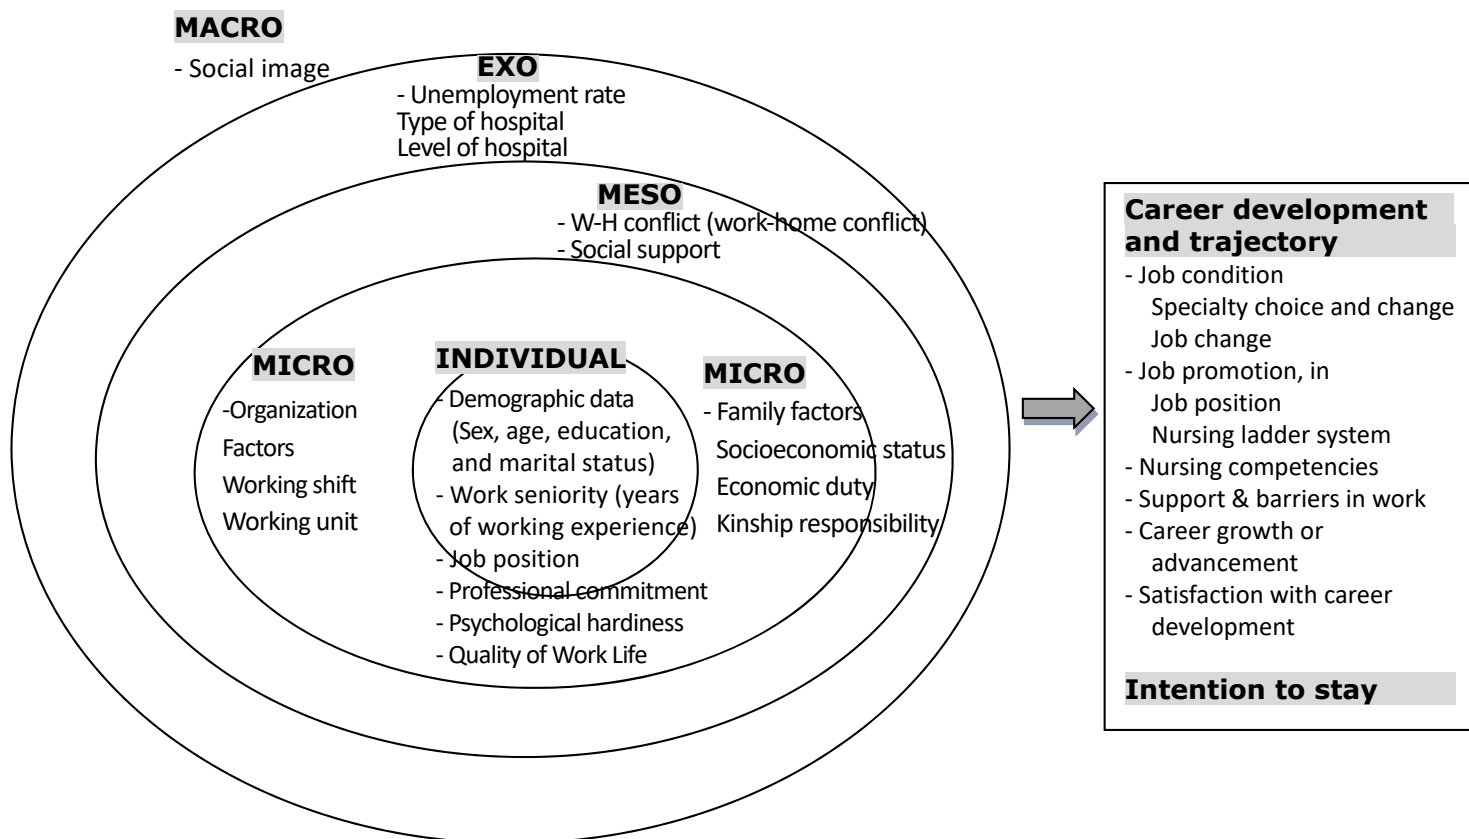 MACRO
- Social image
EXO
- Unemployment rate
Type of hospital
Level of hospital
MESO
- W-H conflict (work-home conflict)
- Social support
MICRO
-Organization
Factors
Working shift
Working unit
INDIVIDUAL
- Demographic data
(Sex, age, education,
and marital status)
- Work seniority (years
of working experience)
- Job position
- Professional commitment
- Psychological hardiness
- Quality of Work Life
MICRO
- Family factors
Socioeconomic status
Economic duty
Kinship responsibility
Career development
and trajectory
- Job condition
Specialty choice and change
Job change
- Job promotion, in
Job position
Nursing ladder system
- Nursing competencies
- Support & barriers in work
- Career growth or
advancement
- Satisfaction with career
development
Intention to stay